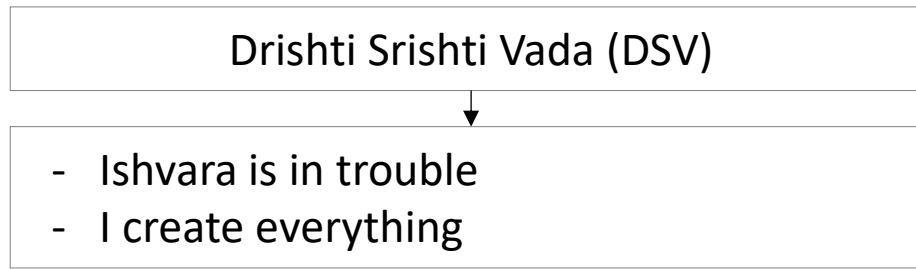 Drishti Srishti Vada (DSV)
- Ishvara is in trouble
- I create everything